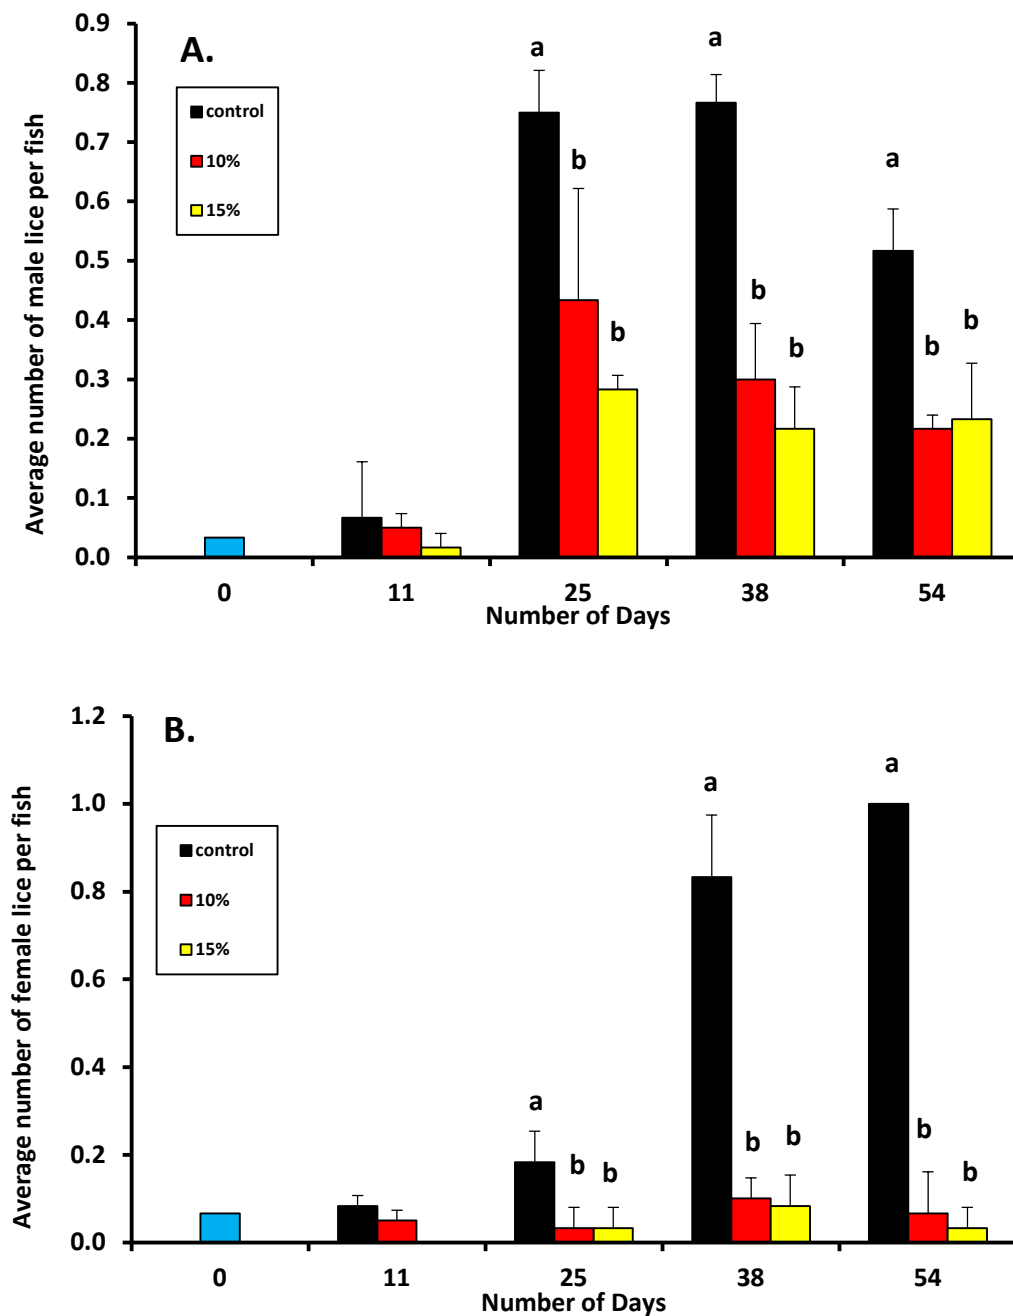 A.
Average number of male lice per fish
0.9
0.8
0.7
0.6
0.5
0.4
0.3
0.2
0.1
0.0
control
10%
15%
a
b
b
a
b
b
a
b
b
0 11 25 38 54
Number of Days
B.
Average number of female lice per fish
1.2
1.0
0.8
0.6
0.4
0.2
0.0
control
10%
15%
a
b b
a
b b
a
b
b
0 11 25 38 54
Number of Days